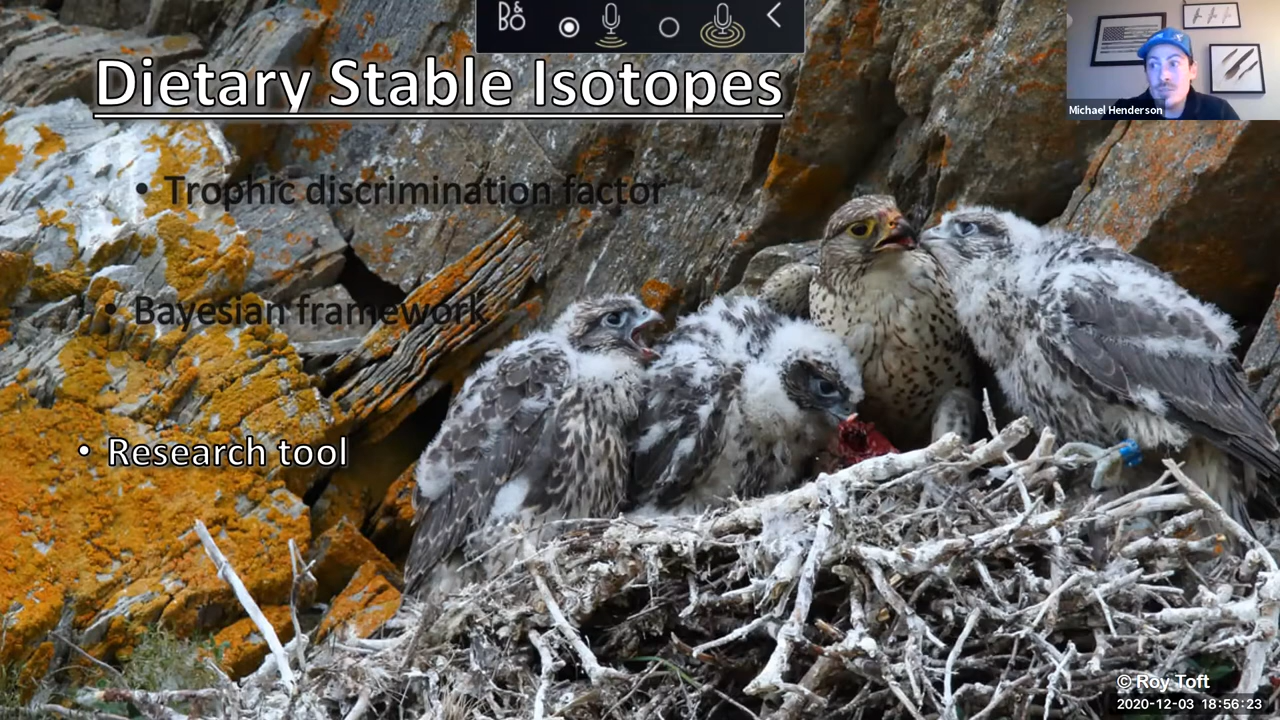 B&
BO
Dietary Stable Isotopes
• Trophic discrimination factor
• Bayesian framework
• Research tool
Michael Henderson
© Roy Toft
2020-12-03 18:56:23